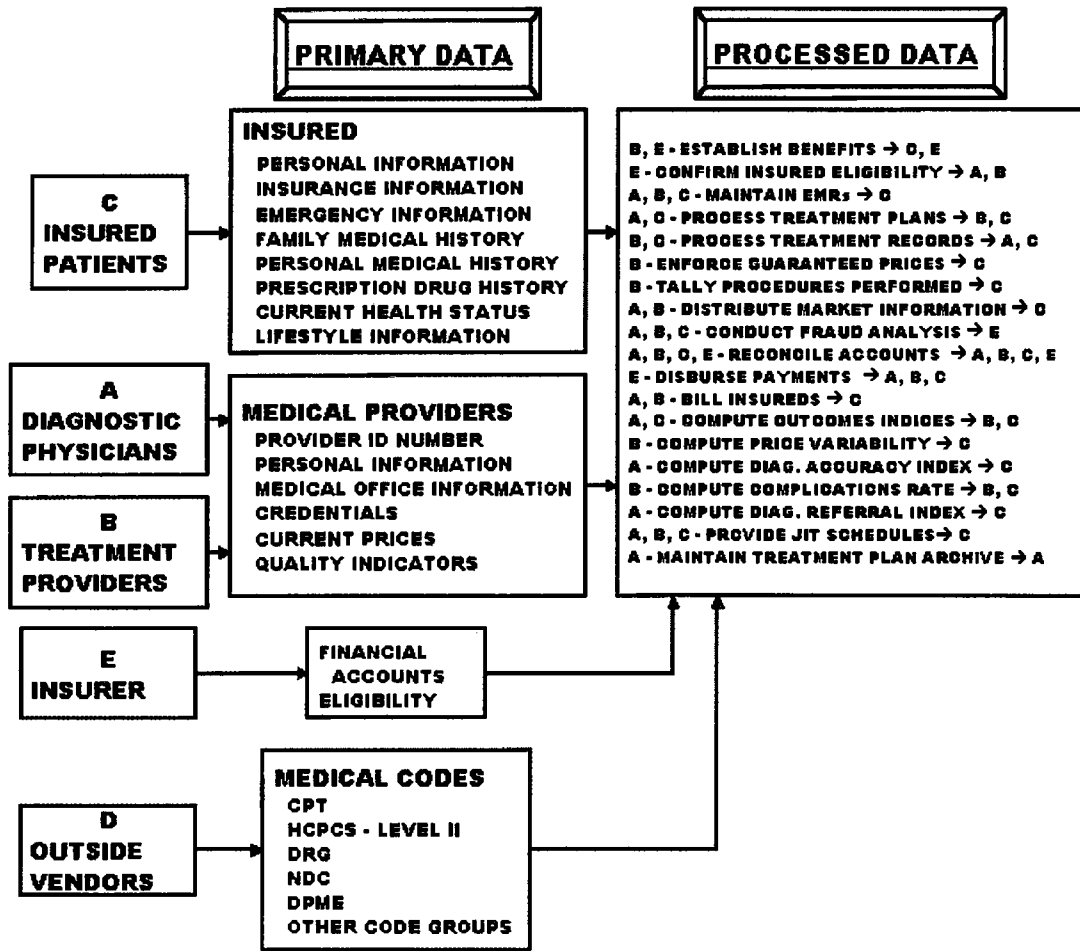 PRIMARY DATA
PROCESSED DATA
C
INSURED
PATIENTS
INSURED
PERSONAL INFORMATION
INSURANCE INFORMATION
EMERGENCY INFORMATION
FAMILY MEDICAL HISTORY
PERSONAL MEDICAL HISTORY
PRESCRIPTION DRUG HISTORY
CURRENT HEALTH STATUS
LIFESTYLE INFORMATION
A
DIAGNOSTIC
PHYSICIANS
B
TREATMENT
PROVIDERS
MEDICAL PROVIDERS
PROVIDER ID NUMBER
PERSONAL INFORMATION
MEDICAL OFFICE INFORMATION
CREDENTIALS
CURRENT PRICES
QUALITY INDICATORS
B, E - ESTABLISH BENEFITS → C, E
E - CONFIRM INSURED ELIGIBILITY → A, B
A, B, C - MAINTAIN EMRs → C
A, C - PROCESS TREATMENT PLANS → B, C
B, C - PROCESS TREATMENT RECORDS → A, C
B - ENFORCE GUARANTEED PRICES → C
B - TALLY PROCEDURES PERFORMED → C
A, B - DISTRIBUTE MARKET INFORMATION → C
A, B, C - CONDUCT FRAUD ANALYSIS → E
A, B, C, E - RECONCILE ACCOUNTS → A, B, C, E
E - DISBURSE PAYMENTS → A, B, C
A, B - BILL INSUREDS → C
A, C - COMPUTE OUTCOMES INDICES → B, C
B - COMPUTE PRICE VARIABILITY → C
A - COMPUTE DIAG. ACCURACY INDEX → C
B - COMPUTE COMPLICATIONS RATE → B, C
A - COMPUTE DIAG. REFERRAL INDEX → C
A, B, C - PROVIDE JIT SCHEDULES → C
A - MAINTAIN TREATMENT PLAN ARCHIVE → A
E
INSURER
FINANCIAL
ACCOUNTS
ELIGIBILITY
D
OUTSIDE
VENDORS
MEDICAL CODES
CPT
HCPCS - LEVEL II
DRG
NDC
DPME
OTHER CODE GROUPS